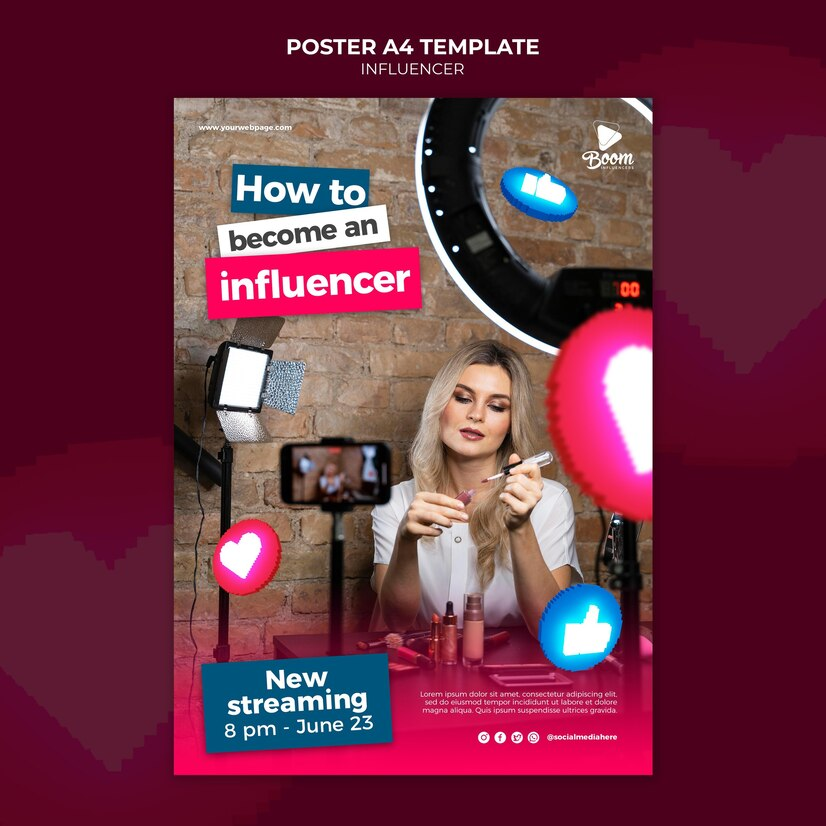 POSTER A4 TEMPLATE
INFLUENCER
www.yourwebpage.com
Boom
INFLUENCERS
How to
become an
influencer
:00
New
streaming
8 pm - June 23
Lorem ipsum dolor sit amet, consectetur adipiscing elit,
sed do eiusmod tempor incididunt ut labore et dolore
magna aliqua. Quis ipsum suspendisse ultrices gravida.
@socialmediahere